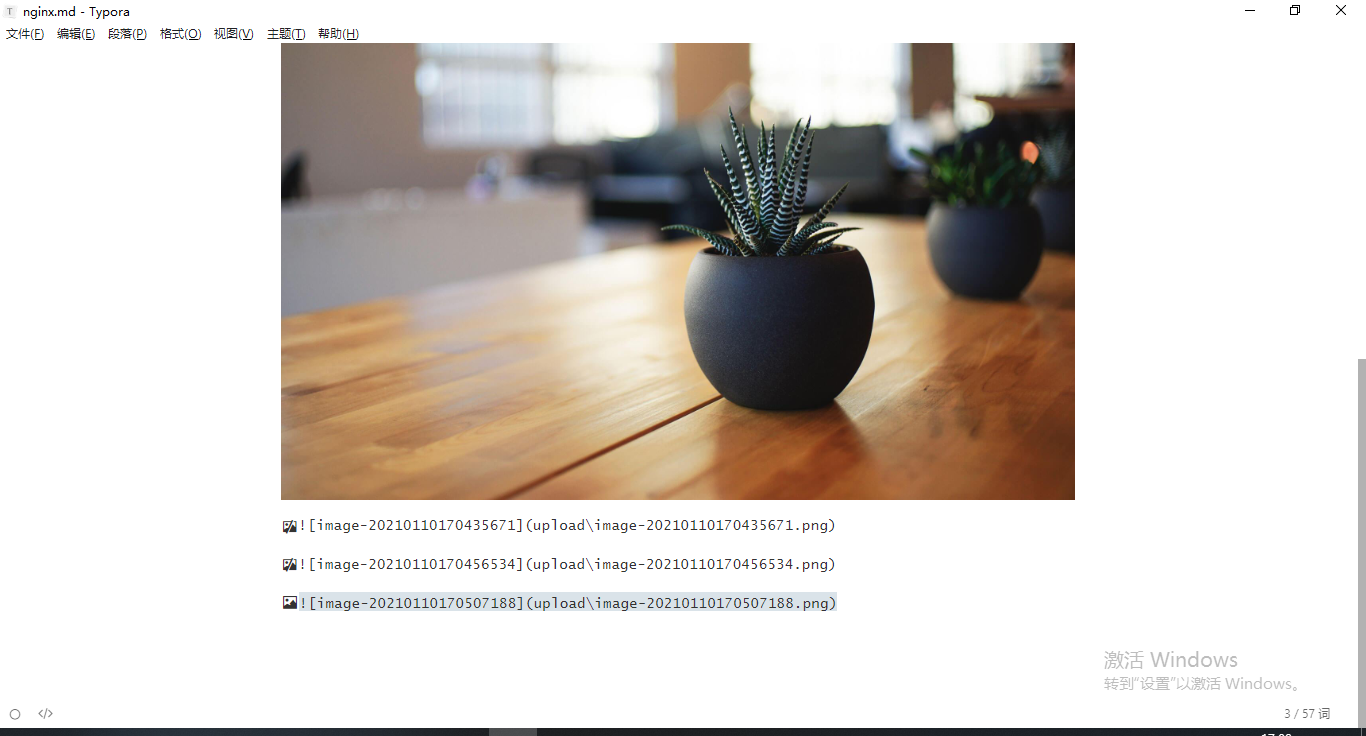 nginx.md - Typora
文件(F) 编辑(E) 段落(P) 格式(O) 视图(V) 主题(T) 帮助(H)
![image-20210110170435671](upload\image-20210110170435671.png)
![image-20210110170456534](upload\image-20210110170456534.png)
![image-20210110170507188](upload\image-20210110170507188.png)
激活 Windows
转到"设置"以激活 Windows。
</> 3 / 57 词